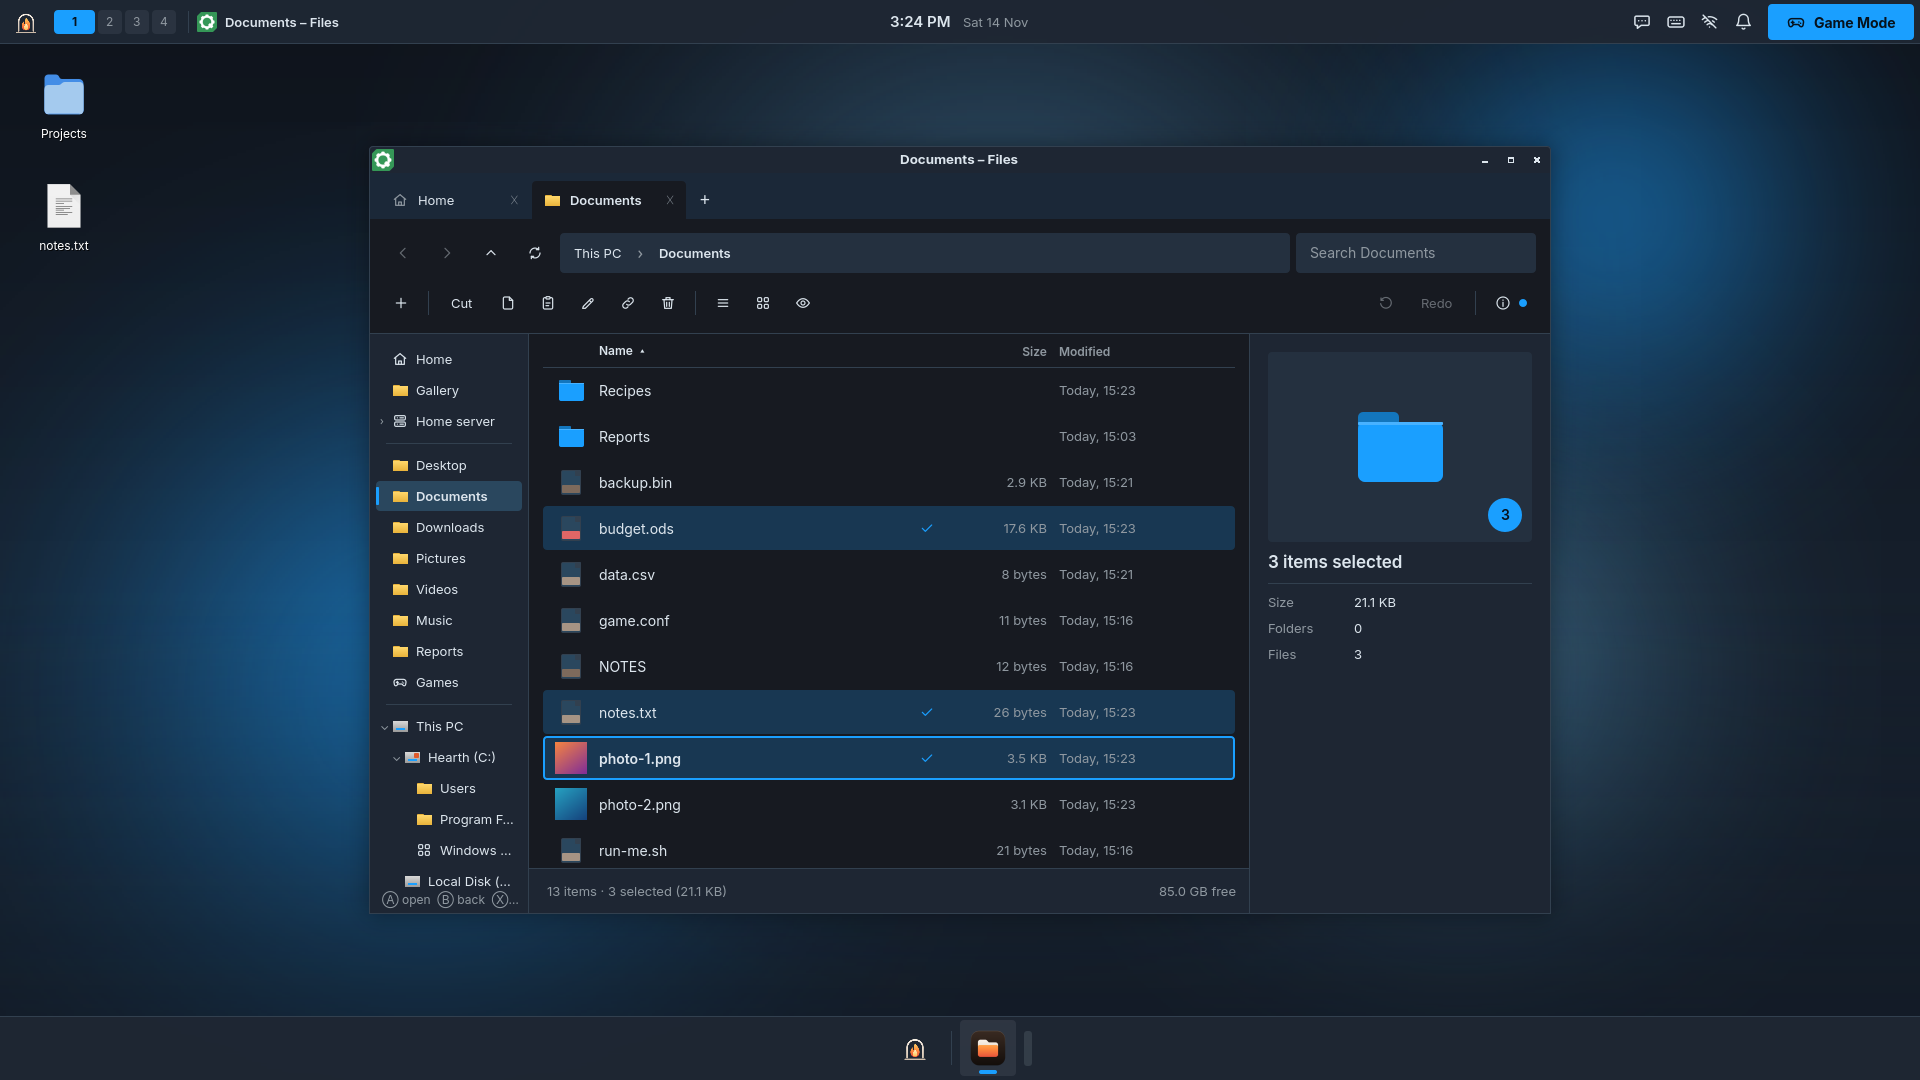 1 2 3 4 Documents – Files 3:24 PM Sat 14 Nov Game Mode
Projects
notes.txt
Documents – Files
Home X Documents X +
This PC › Documents Search Documents
Cut Redo
Home
Gallery
Home server
Desktop
Documents
Downloads
Pictures
Videos
Music
Reports
Games
This PC
Hearth (C:)
Users
Program F...
Windows ...
Local Disk (...
A open B back X...
Name Size Modified
Recipes Today, 15:23
Reports Today, 15:03
backup.bin 2.9 KB Today, 15:21
budget.ods 17.6 KB Today, 15:23
data.csv 8 bytes Today, 15:21
game.conf 11 bytes Today, 15:16
NOTES 12 bytes Today, 15:16
notes.txt 26 bytes Today, 15:23
photo-1.png 3.5 KB Today, 15:23
photo-2.png 3.1 KB Today, 15:23
run-me.sh 21 bytes Today, 15:16
13 items · 3 selected (21.1 KB) 85.0 GB free
3
3 items selected
Size 21.1 KB
Folders 0
Files 3